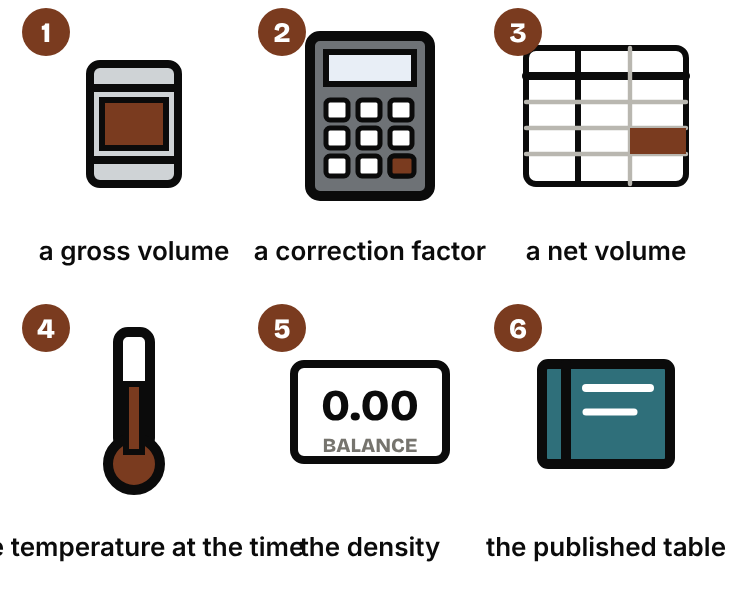 1
2
3
a gross volume
a correction factor
a net volume
4
5
6
0.00
BALANCE
temperature at the time
the density
the published table